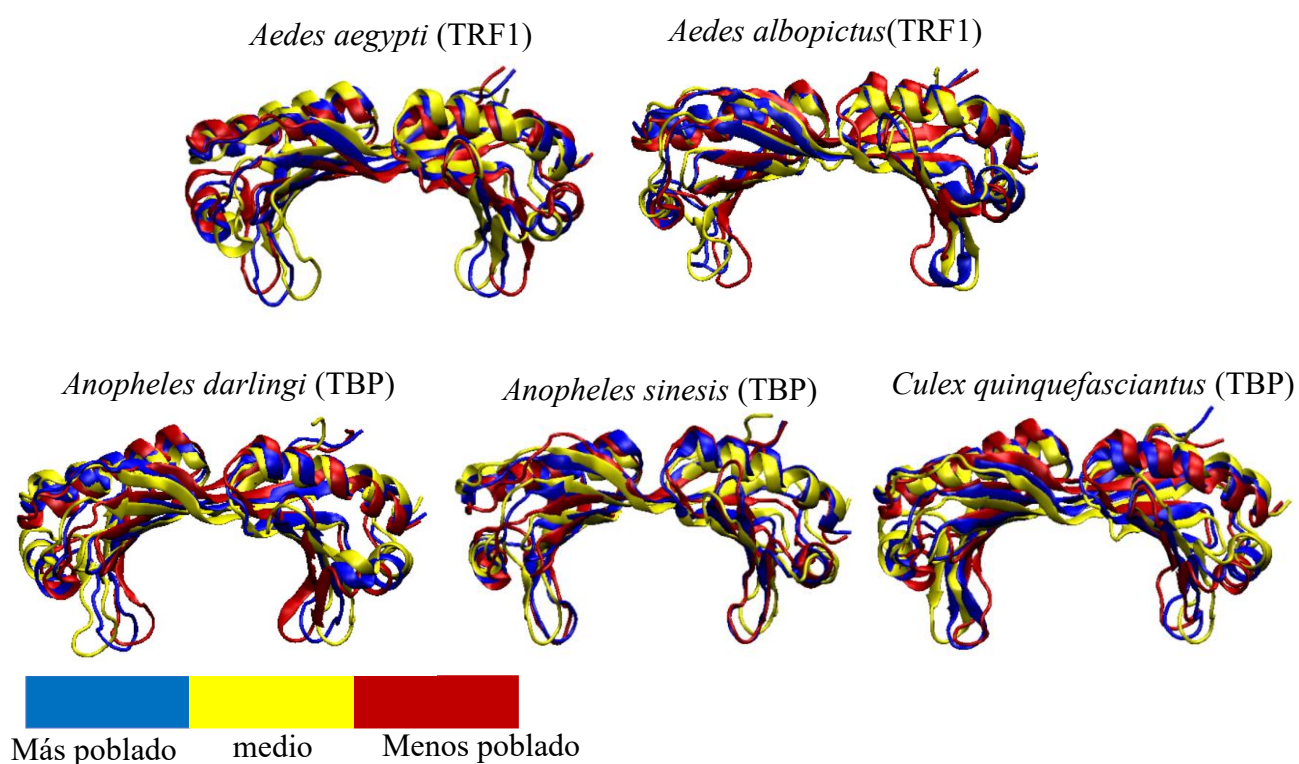 Aedes aegypti (TRF1)
Aedes albopictus(TRF1)
Anopheles darlingi (TBP)
Anopheles sinesis (TBP)
Culex quinquefasciantus (TBP)
Más poblado
medio
Menos poblado